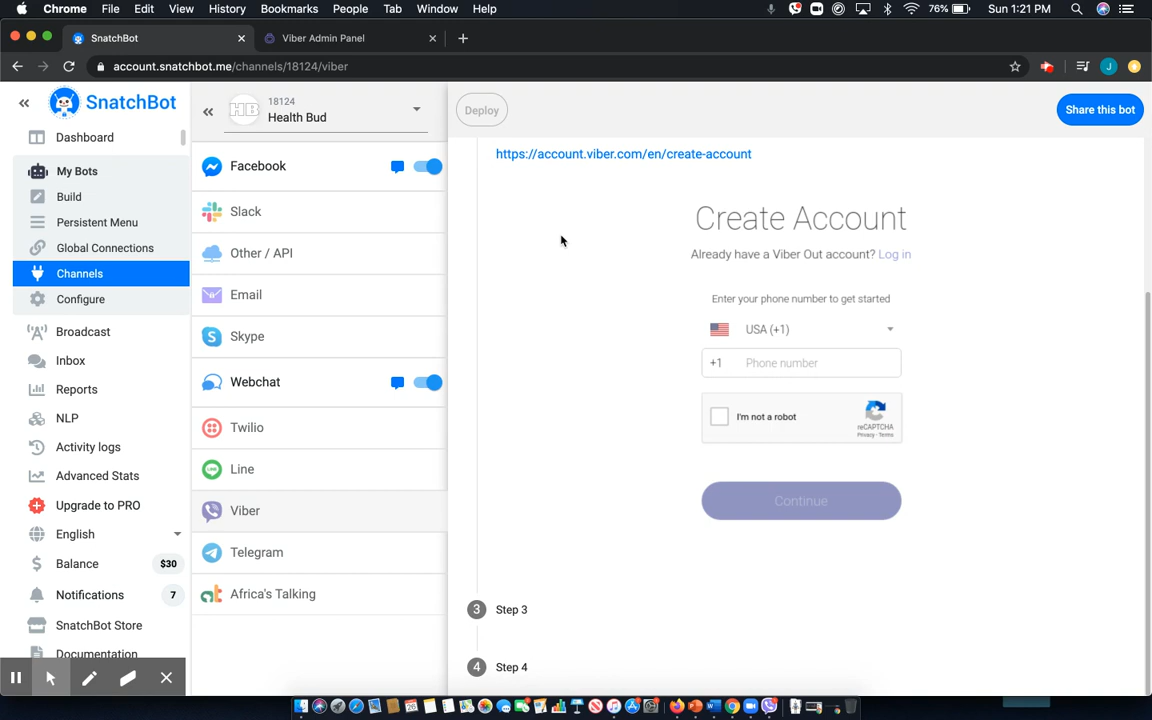 Chrome File Edit View History Bookmarks People Tab Window Help 76% Sun 1:21 PM
SnatchBot Viber Admin Panel
account.snatchbot.me/channels/18124/viber J
SnatchBot
Dashboard
My Bots
Build
Persistent Menu
Global Connections
Channels
Configure
Broadcast
Inbox
Reports
NLP
Activity logs
Advanced Stats
Upgrade to PRO
English
Balance $30
Notifications 7
SnatchBot Store
Documentation
HB 18124
Health Bud
Facebook
Slack
Other / API
Email
Skype
Webchat
Twilio
Line
Viber
Telegram
Africa's Talking
Deploy Share this bot
https://account.viber.com/en/create-account
Create Account
Already have a Viber Out account? Log in
Enter your phone number to get started
USA (+1)
+1 Phone number
I'm not a robot
reCAPTCHA
Privacy - Terms
Continue
3 Step 3
4 Step 4